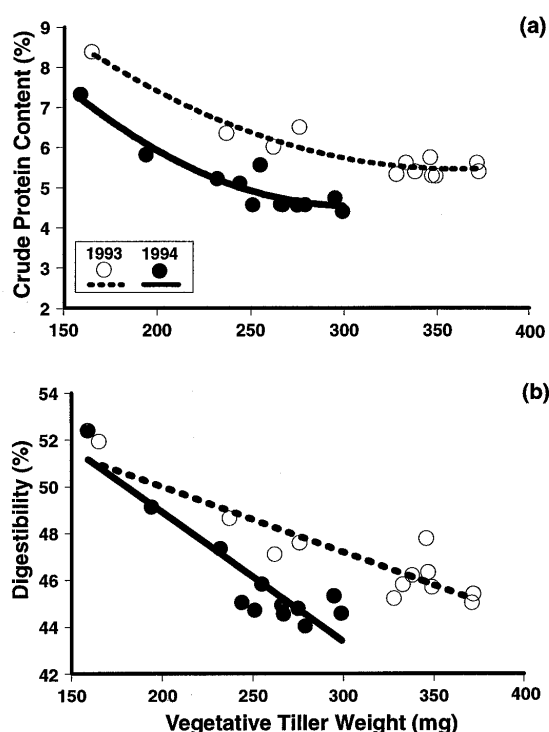 (a)
Crude Protein Content (%)
9
8
7
6
5
4
3
2
1993 1994
150 200 250 300 350 400
(b)
Digestibility (%)
54
52
50
48
46
44
42
150 200 250 300 350 400
Vegetative Tiller Weight (mg)